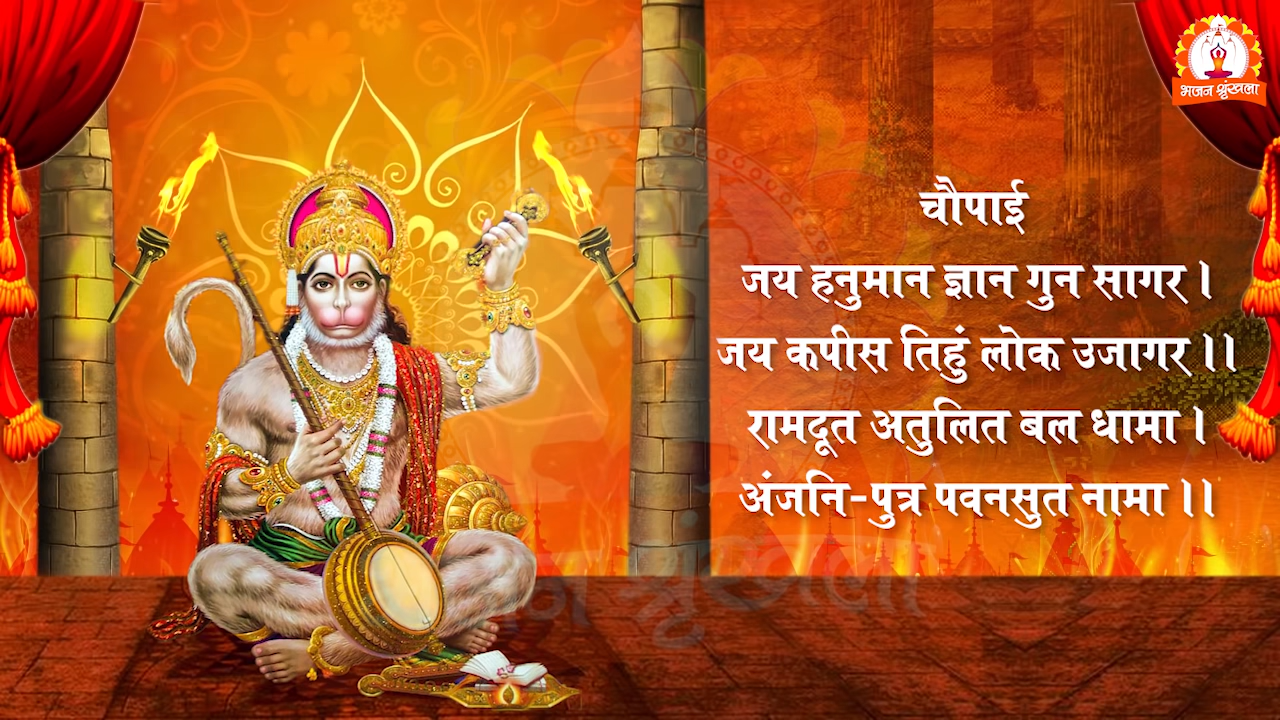 भजन श्रृंखला
चौपाई
जय हनुमान ज्ञान गुन सागर ।
जय कपीस तिहुं लोक उजागर ।।
रामदूत अतुलित बल धामा ।
अंजनि-पुत्र पवनसुत नामा ।।